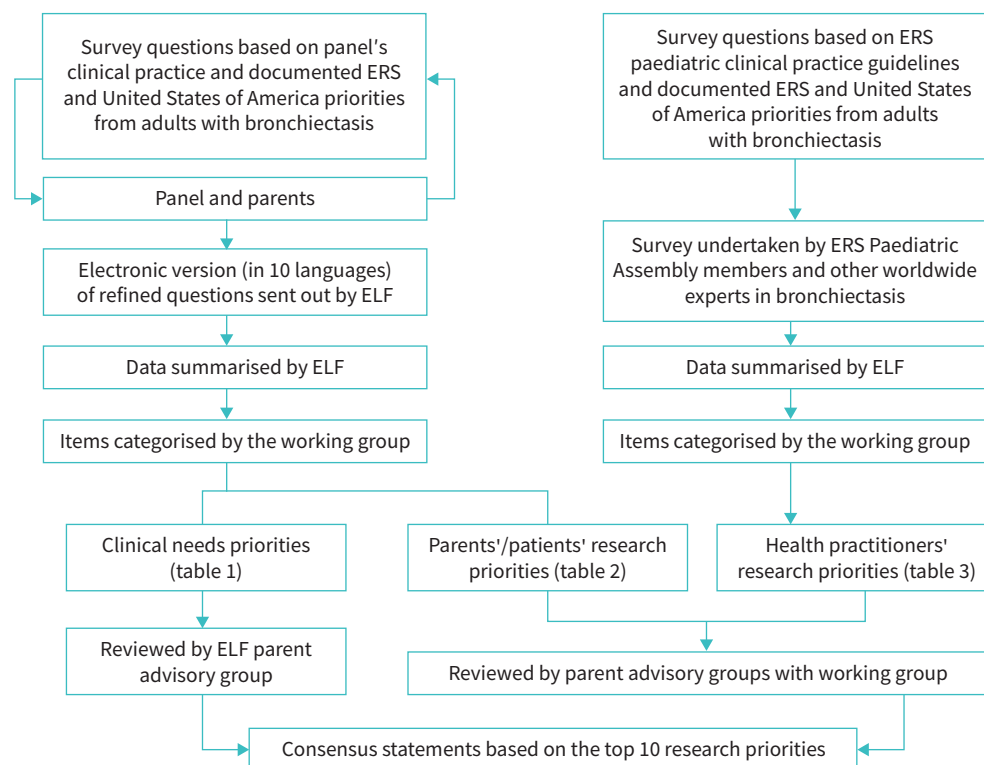 Survey questions based on panel's
clinical practice and documented ERS
and United States of America priorities
from adults with bronchiectasis
Panel and parents
Electronic version (in 10 languages)
of refined questions sent out by ELF
Data summarised by ELF
Items categorised by the working group
Survey questions based on ERS
paediatric clinical practice guidelines
and documented ERS and United States
of America priorities from adults
with bronchiectasis
Survey undertaken by ERS Paediatric
Assembly members and other worldwide
experts in bronchiectasis
Data summarised by ELF
Items categorised by the working group
Clinical needs priorities
(table 1)
Parents'/patients' research
priorities (table 2)
Health practitioners'
research priorities (table 3)
Reviewed by ELF parent
advisory group
Reviewed by parent advisory groups with working group
Consensus statements based on the top 10 research priorities